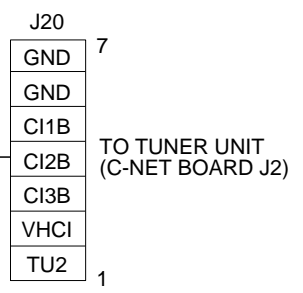 J20
GND 7
GND
CI1B
CI2B
CI3B
VHCI
TU2 1
TO TUNER UNIT
(C-NET BOARD J2)